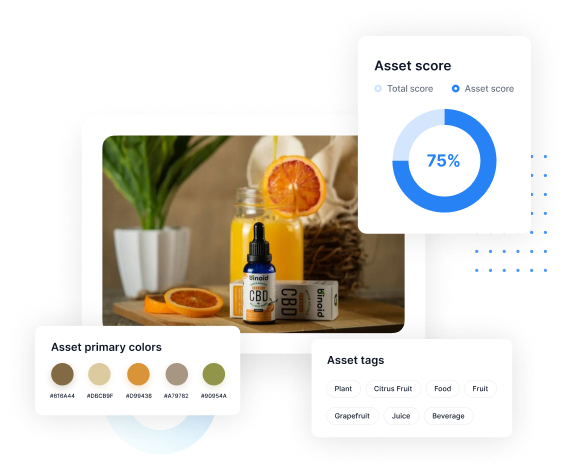 Asset score
Total score
Asset score
75%
binoid
CBD
binoid
CBD
Asset primary colors
#816A44
#DBCB9F
#D99438
#A79782
#90954A
Asset tags
Plant
Citrus Fruit
Food
Fruit
Grapefruit
Juice
Beverage